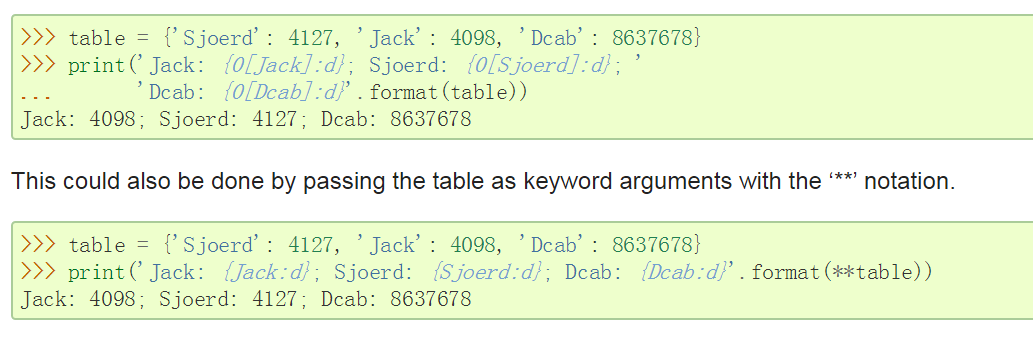 >>> table = {'Sjoerd': 4127, 'Jack': 4098, 'Dcab': 8637678}
>>> print('Jack: {0[Jack]:d}; Sjoerd: {0[Sjoerd]:d}; '
...       'Dcab: {0[Dcab]:d}'.format(table))
Jack: 4098; Sjoerd: 4127; Dcab: 8637678
This could also be done by passing the table as keyword arguments with the ‘**’ notation.
>>> table = {'Sjoerd': 4127, 'Jack': 4098, 'Dcab': 8637678}
>>> print('Jack: {Jack:d}; Sjoerd: {Sjoerd:d}; Dcab: {Dcab:d}'.format(**table))
Jack: 4098; Sjoerd: 4127; Dcab: 8637678